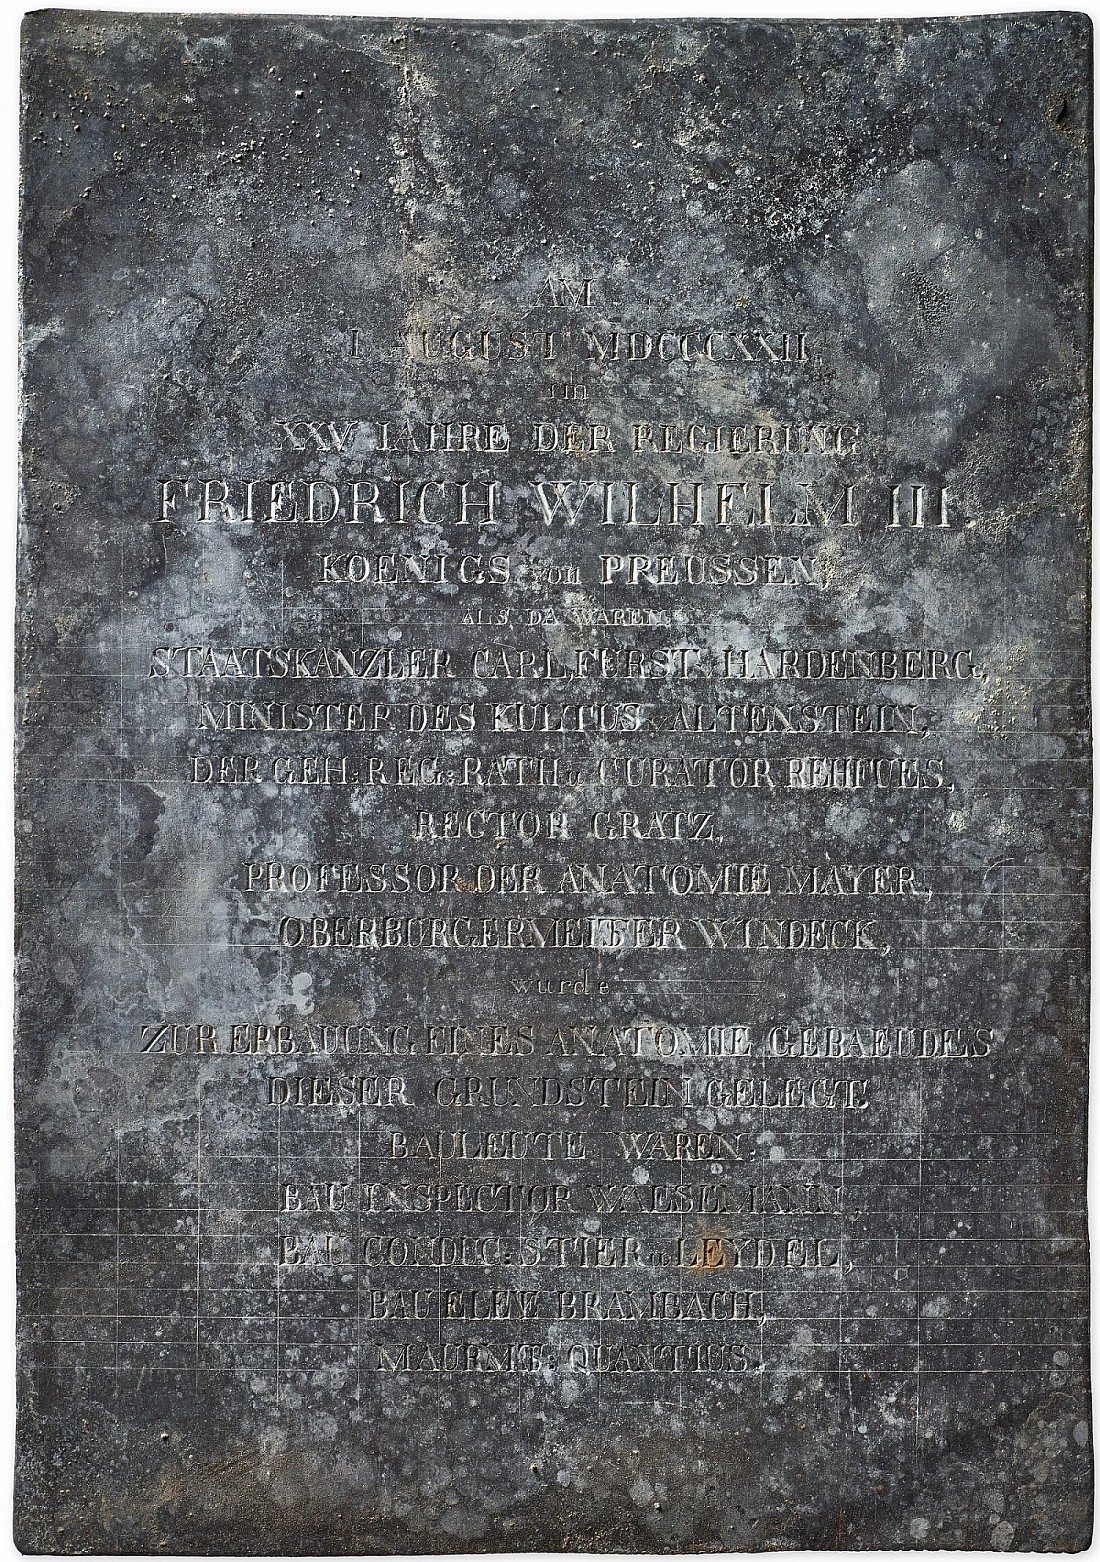 AM
I AUGUST MDCCCXXII
im
XXV IAHRE DER REGIERUNG
FRIEDRICH WILHELM III.
KOENIGS von PREUSSEN,
ALS DA WAREN:
STAATSKANZLER CARL FURST v HARDENBERG,
MINISTER DES KULTUS v ALTENSTEIN,
DER GEH: REG: RATH u CURATOR REHFUES,
RECTOR GRATZ,
PROFESSOR DER ANATOMIE MAYER,
OBERBURGERMEISER WINDECK,
wurde
ZUR ERBAUUNG EINES ANATOMIE GEBAEUDES
DIESER GRUNDSTEIN GELEGT.
BAULEUTE WAREN:
BAU INSPECTOR WAESEMANN,
BAU CONDUC: STIER u LEYDEL,
BAU ELEVE BRAMBACH,
MAURMT: QUANTIUS.